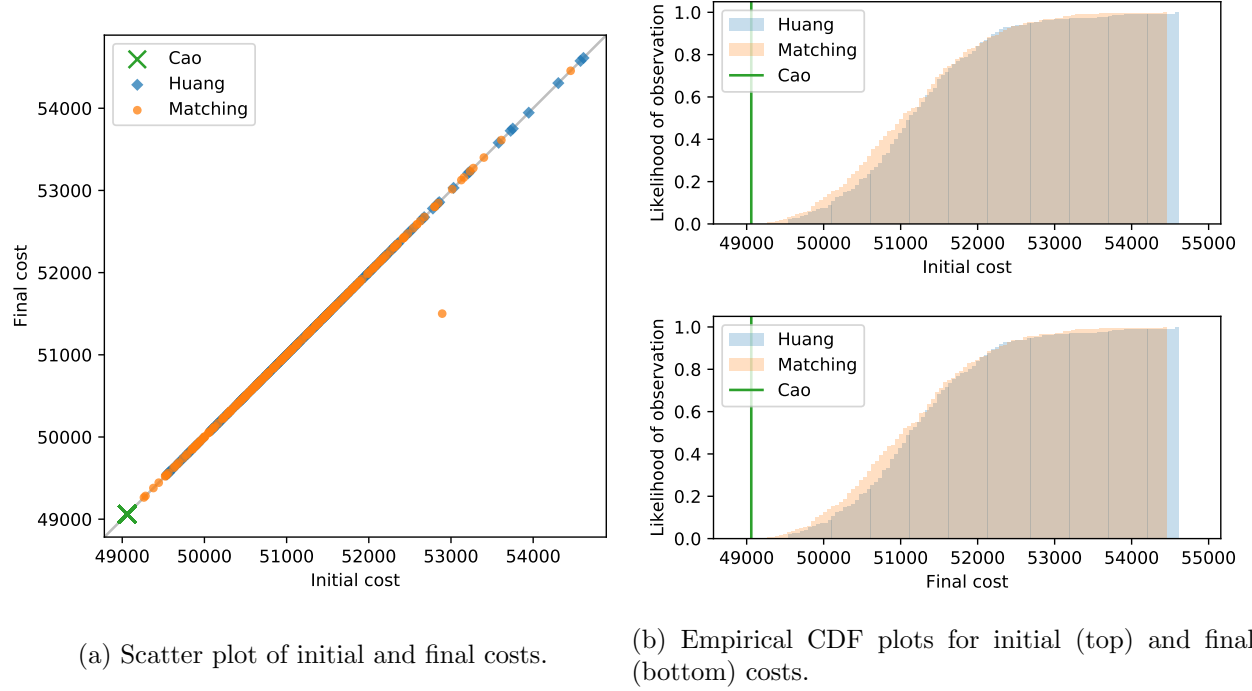 Cao
Huang
Matching
54000
53000
52000
51000
50000
49000
Final cost
49000 50000 51000 52000 53000 54000
Initial cost
(a) Scatter plot of initial and final costs.
1.0
0.8
0.6
0.4
0.2
0.0
Likelihood of observation
Huang
Matching
Cao
49000 50000 51000 52000 53000 54000 55000
Initial cost
1.0
0.8
0.6
0.4
0.2
0.0
Likelihood of observation
Huang
Matching
Cao
49000 50000 51000 52000 53000 54000 55000
Final cost
(b) Empirical CDF plots for initial (top) and final
(bottom) costs.